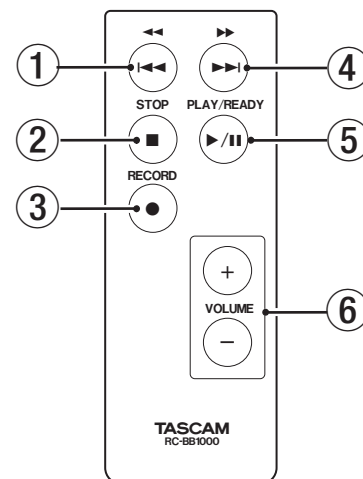 1
4
STOP PLAY/READY
2
5
RECORD
3
+
VOLUME
6
−
TASCAM
RC-BB1000